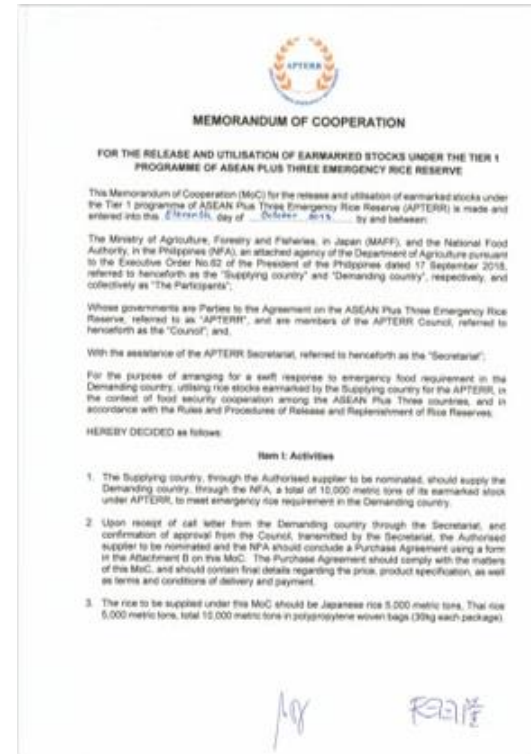 APTERR
MEMORANDUM OF COOPERATION
FOR THE RELEASE AND UTILISATION OF EARMARKED STOCKS UNDER THE TIER 1
PROGRAMME OF ASEAN PLUS THREE EMERGENCY RICE RESERVE
This Memorandum of Cooperation (MoC) for the release and utilisation of earmarked stocks under
the Tier 1 programme of ASEAN Plus Three Emergency Rice Reserve (APTERR) is made and
entered into this Eleventh day of October by and between:
The Ministry of Agriculture, Forestry and Fisheries, in Japan (MAFF), and the National Food
Authority, in the Philippines (NFA), an attached agency of the Department of Agriculture pursuant
to the Executive Order No.62 of the President of the Philippines dated 17 September 2018,
referred to henceforth as the "Supplying country" and "Demanding country", respectively, and
collectively as "The Participants";
Whose governments are Parties to the Agreement on the ASEAN Plus Three Emergency Rice
Reserve, referred to as "APTERR", and are members of the APTERR Council, referred to
henceforth as the "Council"; and,
With the assistance of the APTERR Secretariat, referred to henceforth as the "Secretariat";
For the purpose of arranging for a swift response to emergency food requirement in the
Demanding country, utilising rice stocks earmarked by the Supplying country for the APTERR, in
the context of food security cooperation among the ASEAN Plus Three countries, and in
accordance with the Rules and Procedures of Release and Replenishment of Rice Reserves;
HEREBY DECIDED as follows:
Item I: Activities
1. The Supplying country, through the Authorised supplier to be nominated, should supply the
Demanding country, through the NFA, a total of 10,000 metric tons of its earmarked stock
under APTERR, to meet emergency rice requirement in the Demanding country.
2. Upon receipt of call letter from the Demanding country through the Secretariat, and
confirmation of approval from the Council, transmitted by the Secretariat, the Authorised
supplier to be nominated and the NFA should conclude a Purchase Agreement using a form
in the Attachment B on this MoC. The Purchase Agreement should comply with the matters
of this MoC, and should contain final details regarding the price, product specification, as well
as terms and conditions of delivery and payment.
3. The rice to be supplied under this MoC should be Japanese rice 5,000 metric tons, Thai rice
5,000 metric tons, total 10,000 metric tons in polypropylene woven bags (30kg each package).